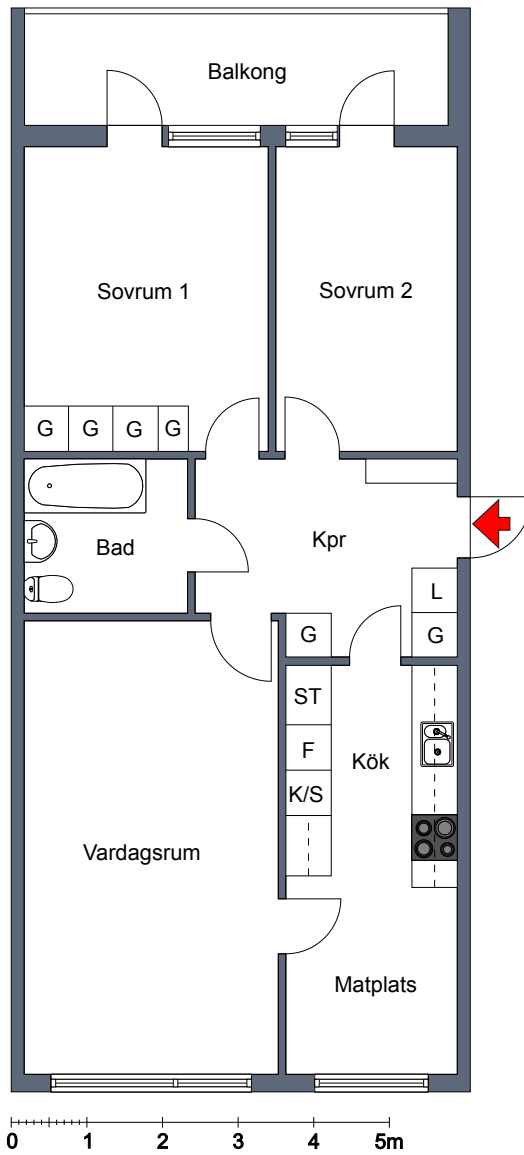 Balkong
Sovrum 1
Sovrum 2
G G G G
Bad
Kpr
L
G
G
ST
F
K/S
Kök
Vardagsrum
Matplats
0 1 2 3 4 5m